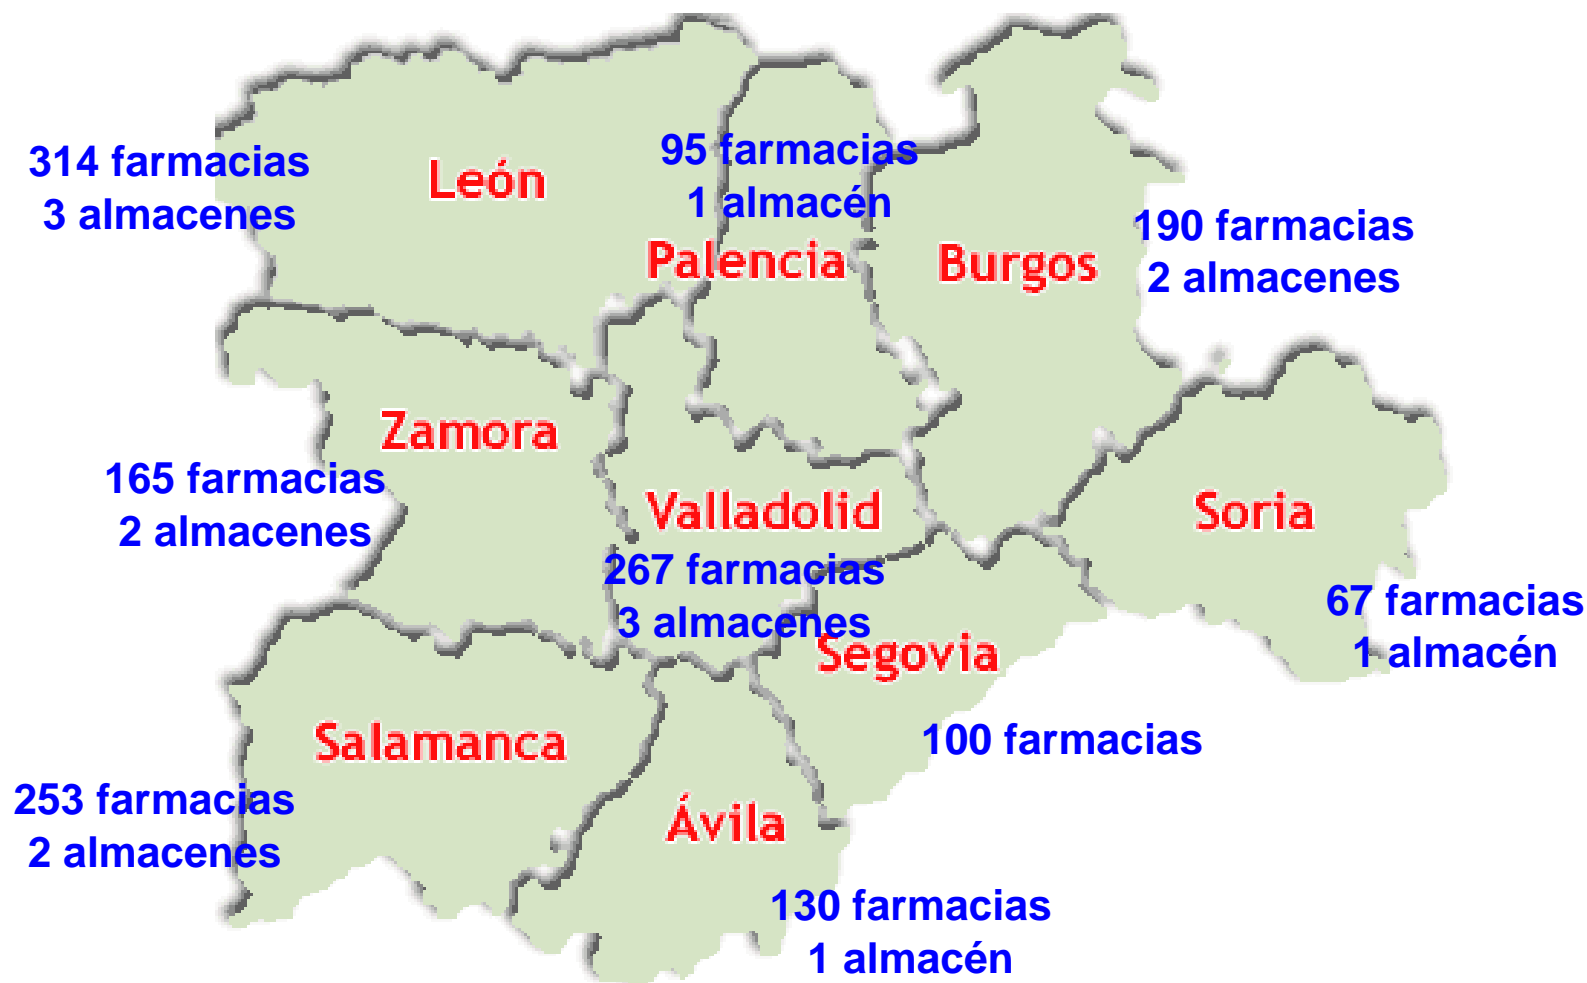 314 farmacias
3 almacenes
León
95 farmacias
1 almacén
Palencia
Burgos
190 farmacias
2 almacenes
Zamora
165 farmacias
2 almacenes
Valladolid
267 farmacias
3 almacenes
Soria
67 farmacias
1 almacén
Segovia
100 farmacias
Salamanca
253 farmacias
2 almacenes
Ávila
130 farmacias
1 almacén